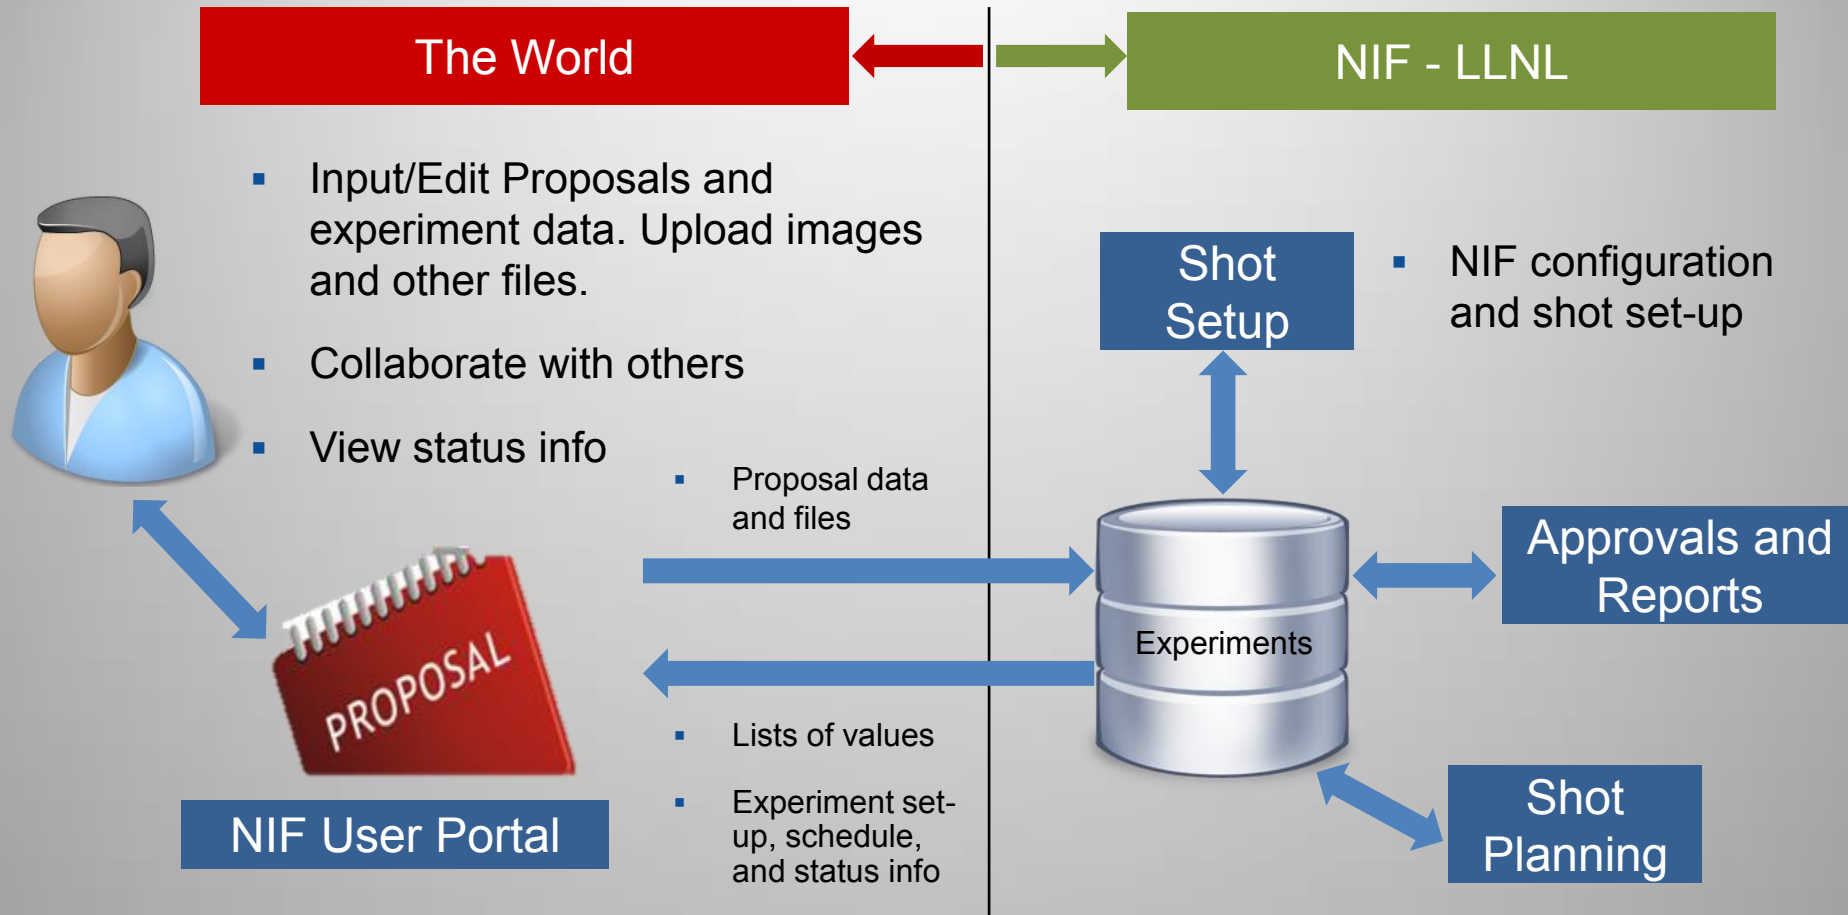 The World
NIF - LLNL
▪ Input/Edit Proposals and
experiment data. Upload images
and other files.
▪ Collaborate with others
▪ View status info
▪ Proposal data
and files
PROPOSAL
NIF User Portal
▪ Lists of values
▪ Experiment set-
up, schedule,
and status info
Shot
Setup
▪ NIF configuration
and shot set-up
Experiments
Approvals and
Reports
Shot
Planning